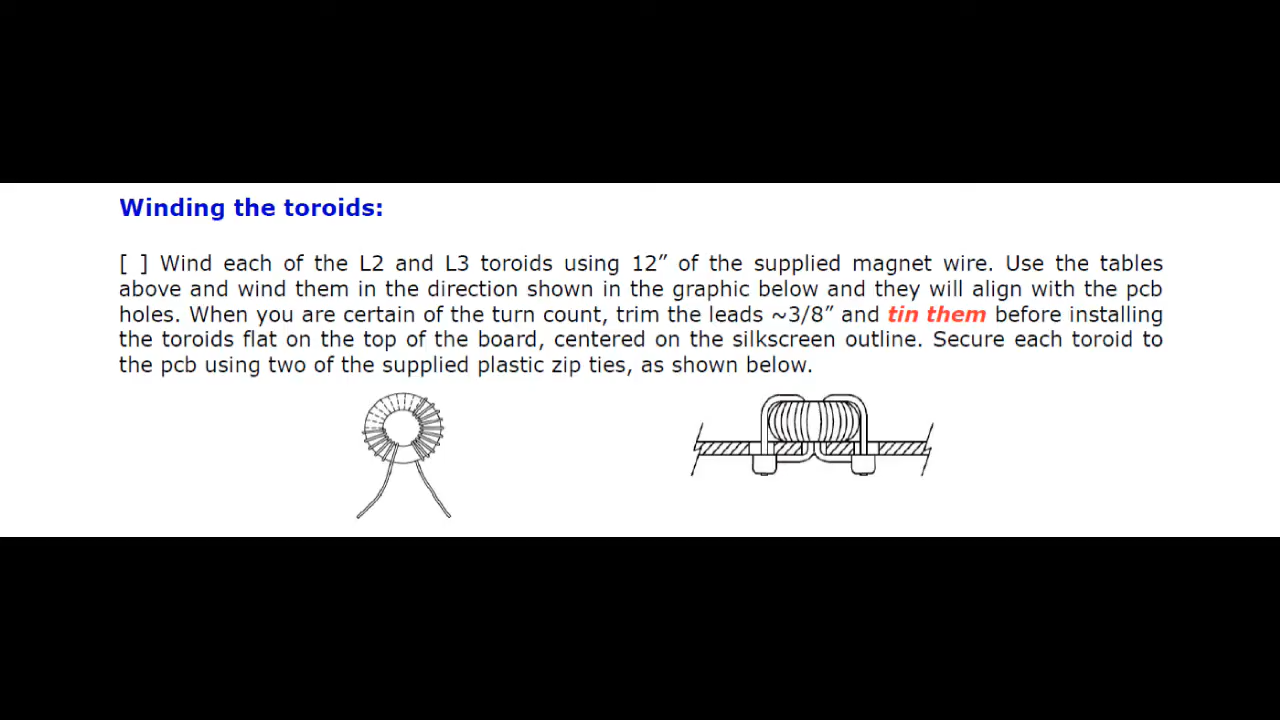 Winding the toroids:
[ ] Wind each of the L2 and L3 toroids using 12” of the supplied magnet wire. Use the tables
above and wind them in the direction shown in the graphic below and they will align with the pcb
holes. When you are certain of the turn count, trim the leads ~3/8” and tin them before installing
the toroids flat on the top of the board, centered on the silkscreen outline. Secure each toroid to
the pcb using two of the supplied plastic zip ties, as shown below.